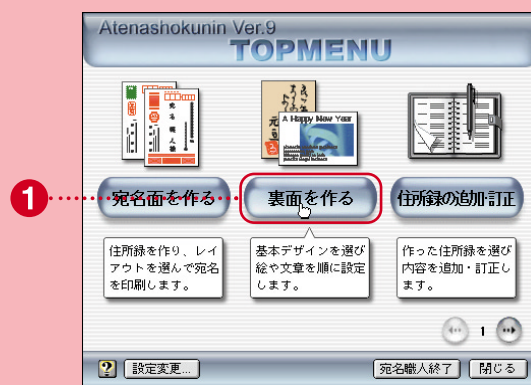 Atenashokunin Ver.9
TOPMENU
A Happy New Year
1
宛名面を作る
裏面を作る
住所録の追加・訂正
住所録を作り、レイ
アウトを選んで宛名
を印刷します。
基本デザインを選び
絵や文章を順に設定
します。
作った住所録を選び
内容を追加・訂正し
ます。
1
?
設定変更...
宛名職人終了
閉じる